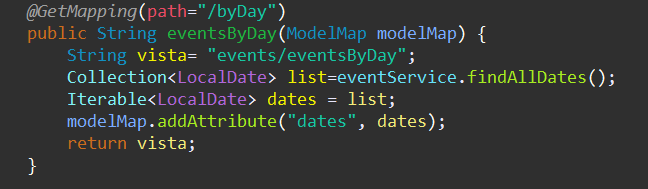 @GetMapping(path="/byDay")
public String eventsByDay(ModelMap modelMap) {
String vista= "events/eventsByDay";
Collection<LocalDate> list=eventService.findAllDates();
Iterable<LocalDate> dates = list;
modelMap.addAttribute("dates", dates);
return vista;
}